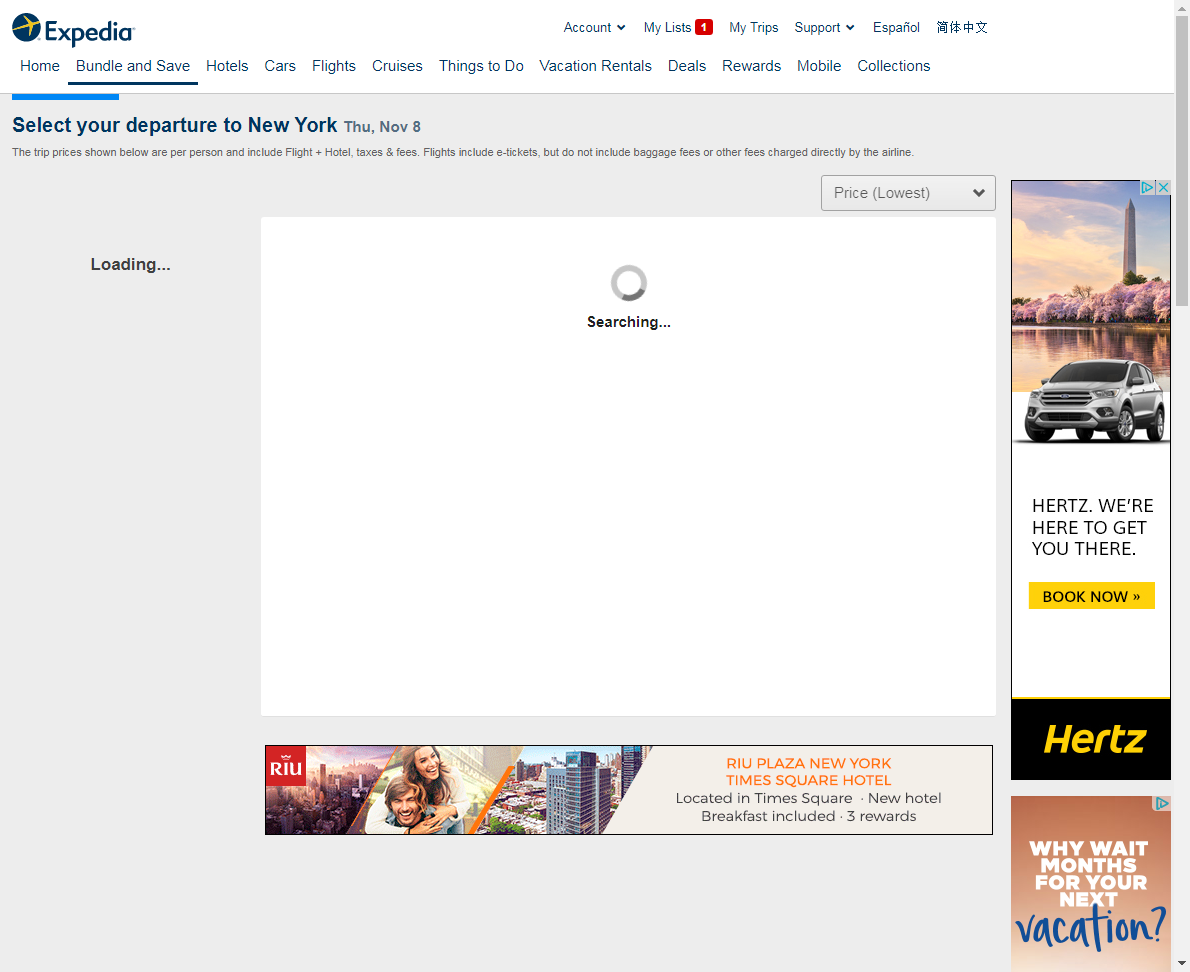 Expedia
Account
My Lists 1
My Trips
Support
Español
简体中文
Home
Bundle and Save
Hotels
Cars
Flights
Cruises
Things to Do
Vacation Rentals
Deals
Rewards
Mobile
Collections
Select your departure to New York Thu, Nov 8
The trip prices shown below are per person and include Flight + Hotel, taxes & fees. Flights include e-tickets, but do not include baggage fees or other fees charged directly by the airline.
Price (Lowest)
Loading...
Searching...
HERTZ. WE'RE
HERE TO GET
YOU THERE.
BOOK NOW »
Hertz
RIU
RIU PLAZA NEW YORK
TIMES SQUARE HOTEL
Located in Times Square · New hotel
Breakfast included · 3 rewards
WHY WAIT
MONTHS
FOR YOUR
NEXT
vacation?